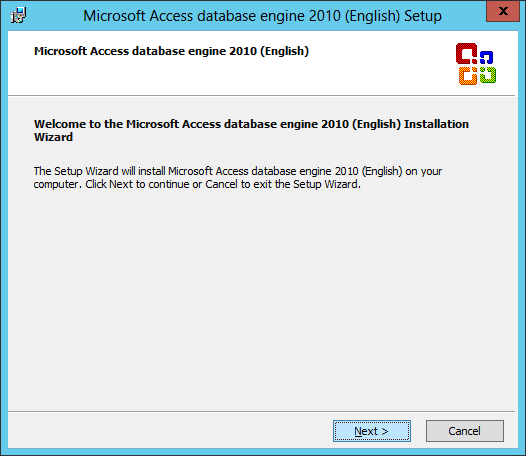 Microsoft Access database engine 2010 (English) Setup
x
Microsoft Access database engine 2010 (English)
Welcome to the Microsoft Access database engine 2010 (English) Installation
Wizard
The Setup Wizard will install Microsoft Access database engine 2010 (English) on your
computer. Click Next to continue or Cancel to exit the Setup Wizard.
Next >
Cancel